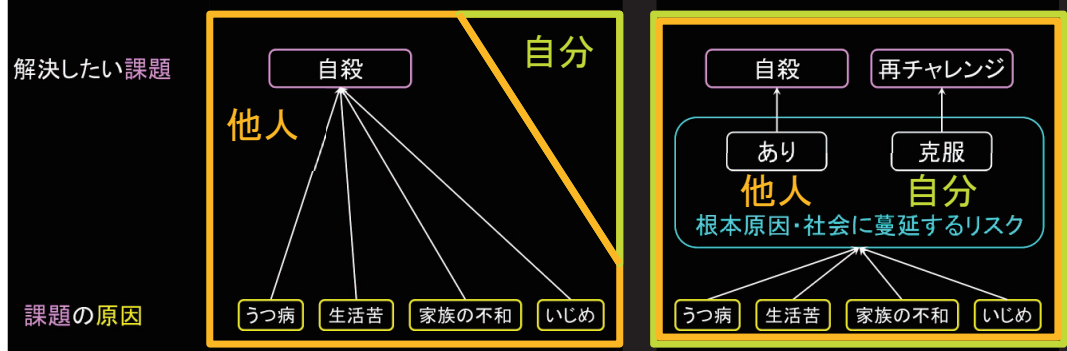 解決したい課題
自殺
自分
他人
課題の原因
うつ病
生活苦
家族の不和
いじめ
自殺
再チャレンジ
あり
克服
他人
自分
根本原因・社会に蔓延するリスク
うつ病
生活苦
家族の不和
いじめ